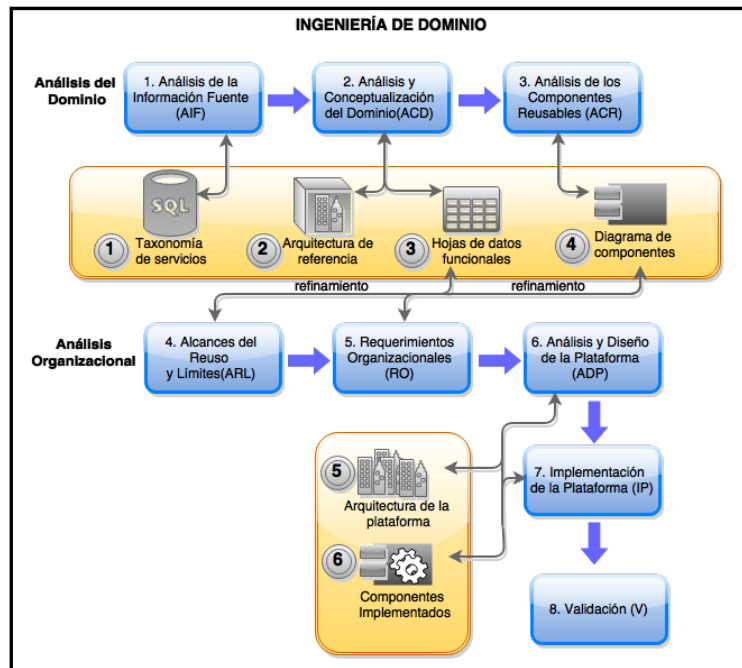 INGENIERÍA DE DOMINIO
Análisis del
Dominio
1. Análisis de la
Información Fuente
(AIF)
2. Análisis y
Conceptualización
del Dominio(ACD)
3. Análisis de los
Componentes
Reusables (ACR)
SQL
1
Taxonomía
de servicios
2
Arquitectura de
referencia
3
Hojas de datos
funcionales
4
Diagrama de
componentes
refinamiento
refinamiento
Análisis
Organizacional
4. Alcances del
Reuso
y Límites(ARL)
5. Requerimientos
Organizacionales
(RO)
6. Análisis y Diseño
de la Plataforma
(ADP)
5
Arquitectura de la
plataforma
6
Componentes
Implementados
7. Implementación
de la Plataforma (IP)
8. Validación (V)